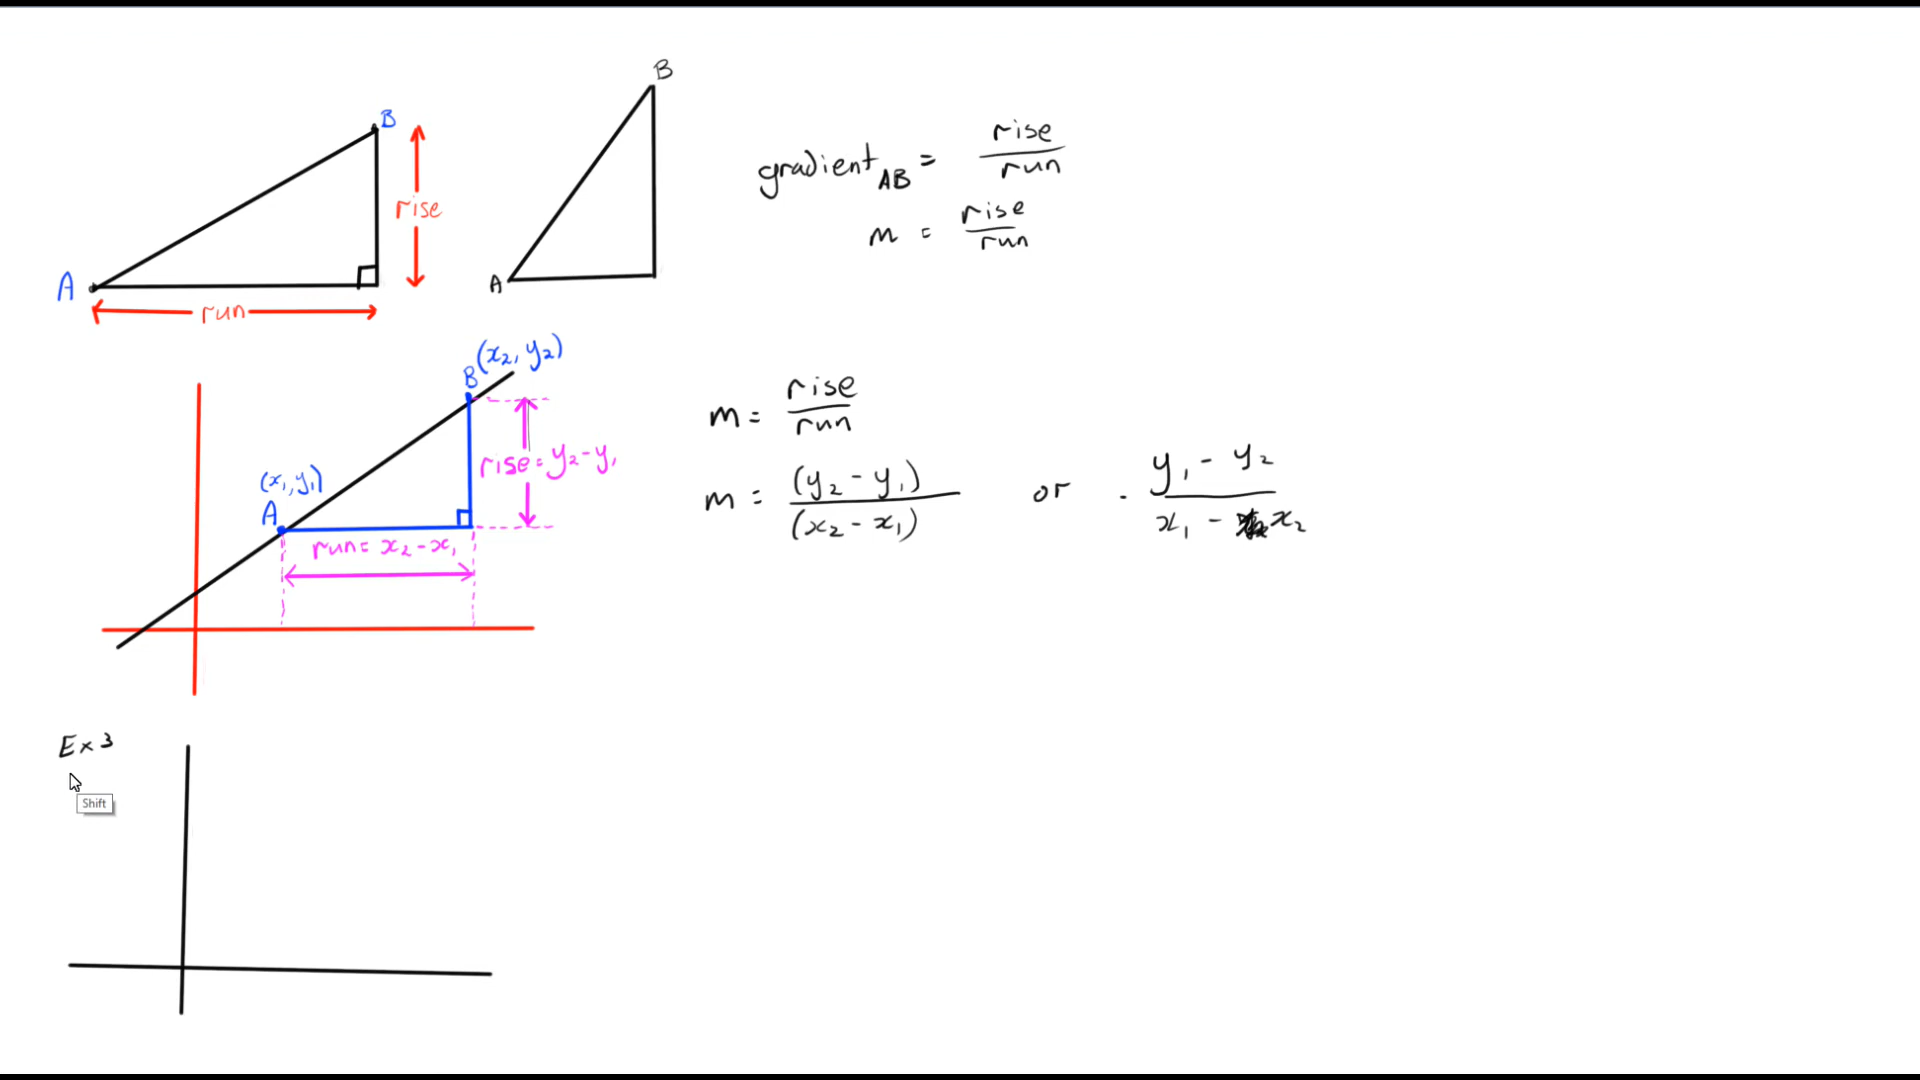 B
A
B
rise
run
A
gradient_AB = rise/run
m = rise/run
B(x₂, y₂)
(x₁, y₁)
A
rise = y₂ - y₁
run = x₂ - x₁
m = rise/run
m = (y₂ - y₁)/(x₂ - x₁) or · y₁ - y₂/x₁ - x₂
Ex 3
Shift